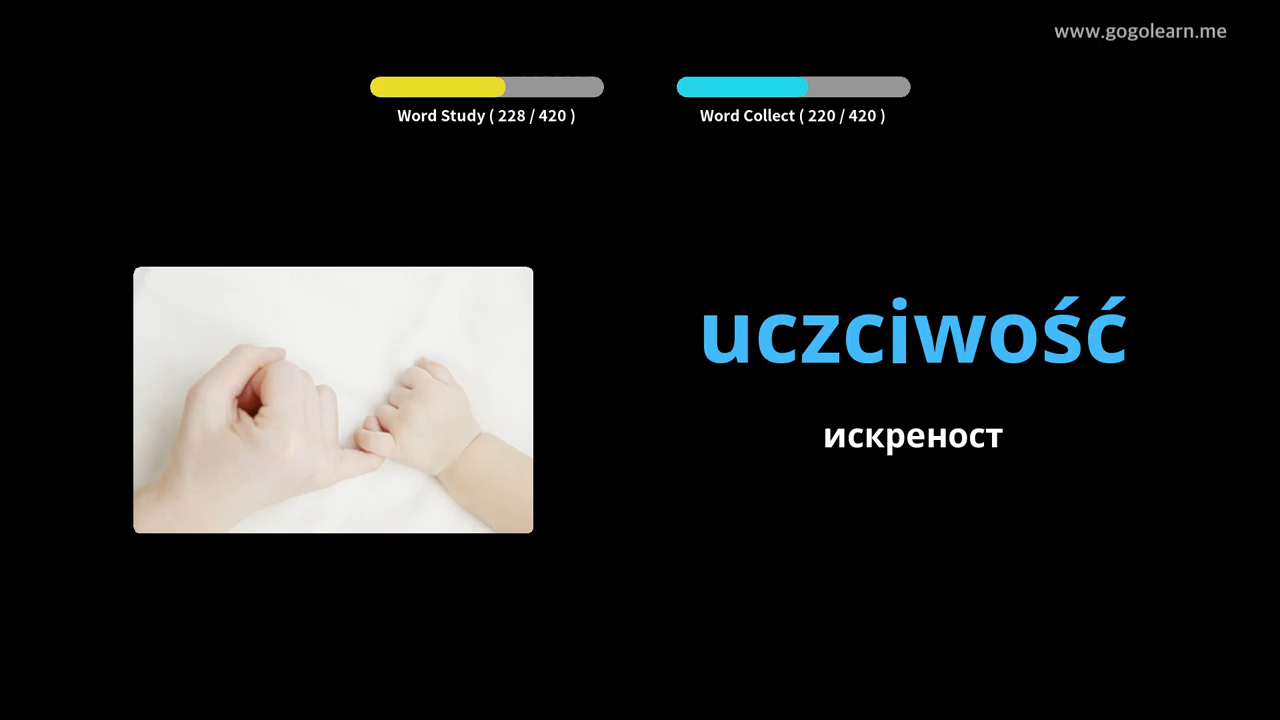 www.gogolearn.me
Word Study ( 228 / 420 )
Word Collect ( 220 / 420 )
uczciwość
искреност